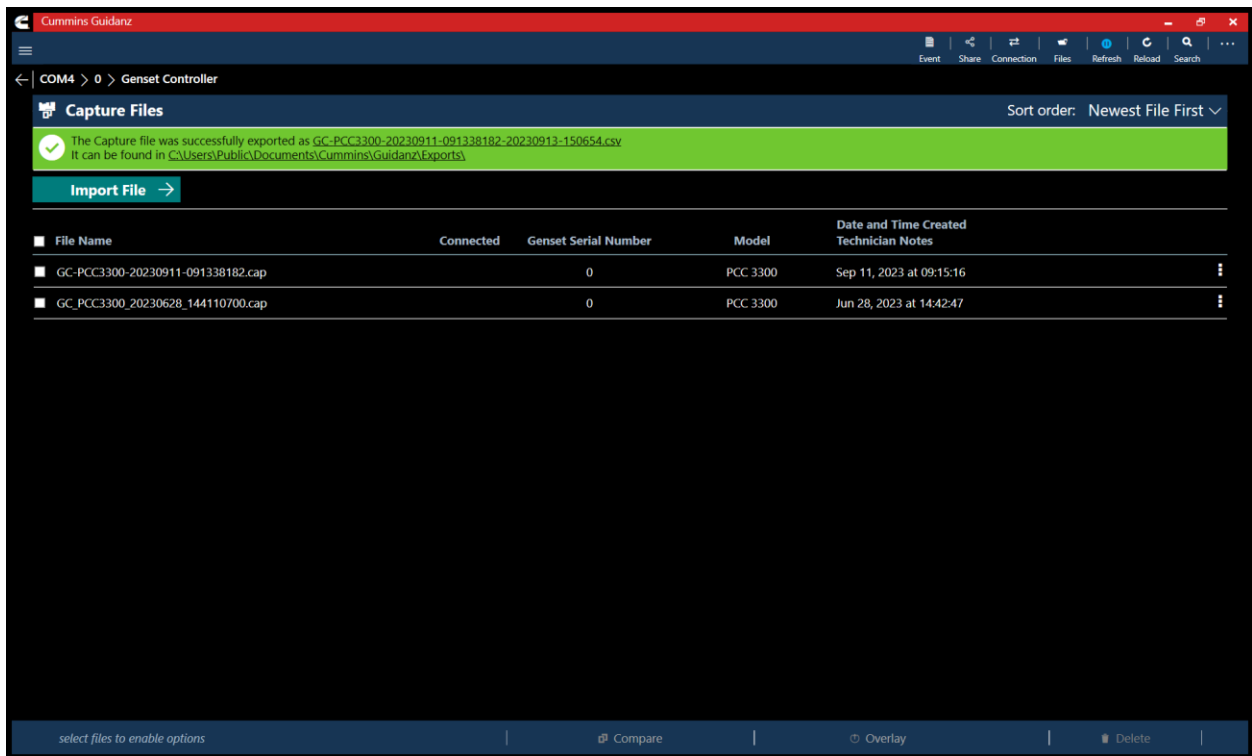 Cummins Guidanz
Event Share Connection Files Refresh Reload Search
COM4 > 0 > Genset Controller
Capture Files Sort order: Newest File First
The Capture file was successfully exported as GC-PCC3300-20230911-091338182-20230913-150654.csv
It can be found in C:\Users\Public\Documents\Cummins\Guidanz\Exports\
Import File →
Date and Time Created
File Name Connected Genset Serial Number Model Technician Notes
GC-PCC3300-20230911-091338182.cap 0 PCC 3300 Sep 11, 2023 at 09:15:16
GC_PCC3300_20230628_144110700.cap 0 PCC 3300 Jun 28, 2023 at 14:42:47
select files to enable options Compare Overlay Delete